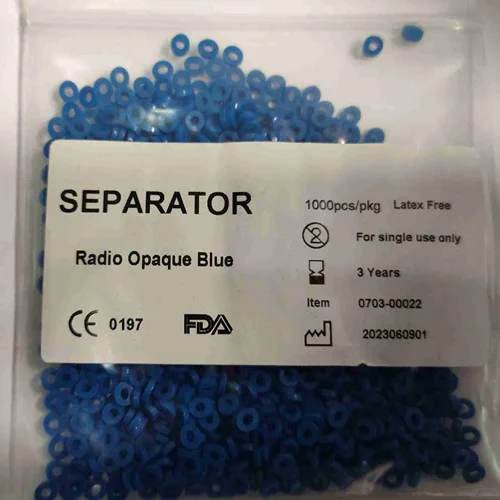 SEPARATOR
1000pcs/pkg Latex Free
2 For single use only
Radio Opaque Blue
3 Years
Item 0703-00022
CE 0197 FDA
2023060901